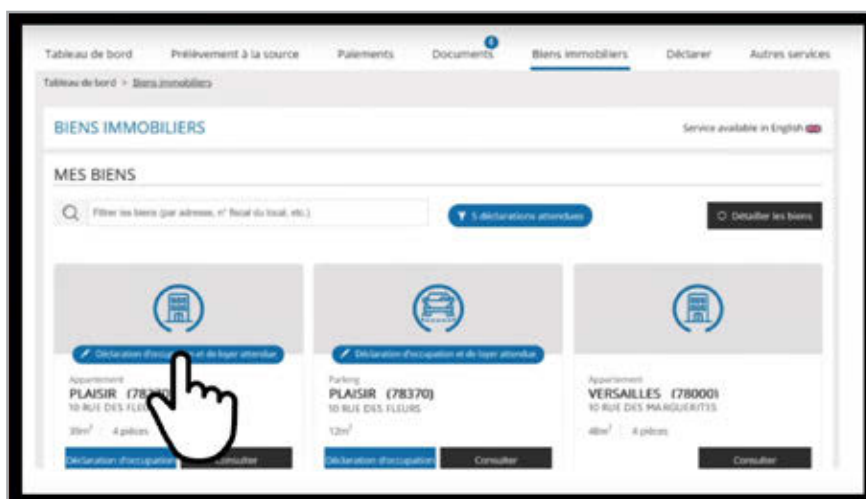 4
Tableau de bord Prélèvement à la source Paiements Documents Biens immobiliers Déclarer Autres services
Tableau de bord > Biens immobiliers
BIENS IMMOBILIERS Service available in English
MES BIENS
Filtrer les biens (par adresse, n° fiscal du local, etc.) 5 déclarations attendues Détailler les biens
Déclaration d'occupation et de loyer attendue Déclaration d'occupation et de loyer attendue
Appartement Parking Appartement
PLAISIR PLAISIR (78370) VERSAILLES (78000)
10 RUE DES 10 RUE DES FLEURS 10 RUE DES MARGUERITES
39m² 4 pièces 12m² 48m² 4 pièces
Déclaration d'occupation Consulter Déclaration d'occupation Consulter Consulter